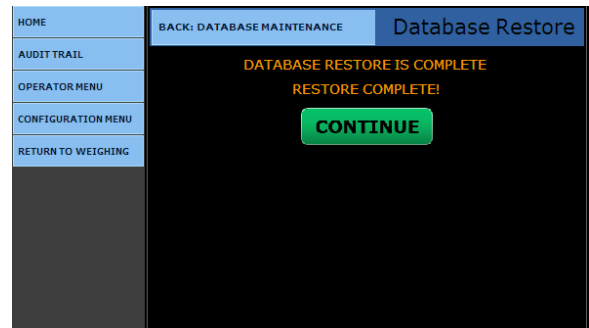 HOME
AUDIT TRAIL
OPERATOR MENU
CONFIGURATION MENU
RETURN TO WEIGHING
BACK: DATABASE MAINTENANCE
Database Restore
DATABASE RESTORE IS COMPLETE
RESTORE COMPLETE!
CONTINUE